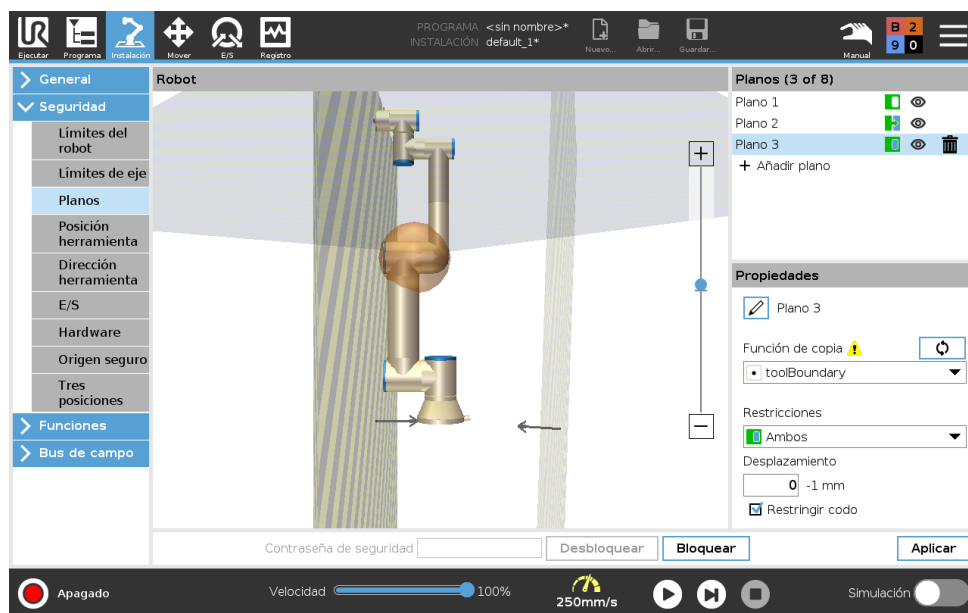 UR
Ejecutar
Programa
Instalación
Mover
E/S
Registro
PROGRAMA <sin nombre>*
INSTALACIÓN default_1*
Nuevo...
Abrir...
Guardar...
Manual
B 2
9 0
General
Seguridad
Límites del
robot
Límites de eje
Planos
Posición
herramienta
Dirección
herramienta
E/S
Hardware
Origen seguro
Tres
posiciones
Funciones
Bus de campo
Robot
Planos (3 of 8)
Plano 1
Plano 2
Plano 3
+ Añadir plano
Propiedades
Plano 3
Función de copia
toolBoundary
Restricciones
Ambos
Desplazamiento
0 -1 mm
Restringir codo
Contraseña de seguridad
Desbloquear
Bloquear
Aplicar
Apagado
Velocidad
100%
250mm/s
Simulación